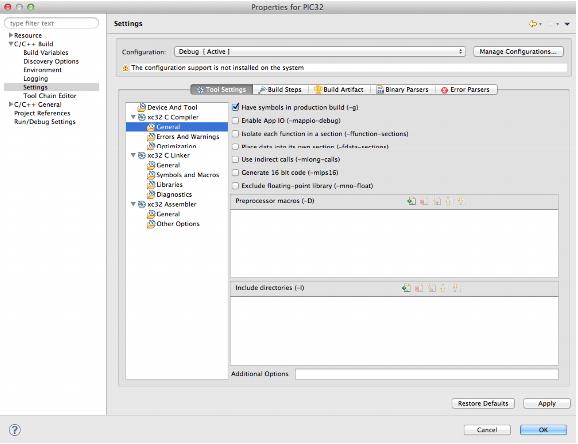 Properties for PIC32
type filter text
Settings
Resource
C/C++ Build
Build Variables
Discovery Options
Environment
Logging
Settings
Tool Chain Editor
C/C++ General
Project References
Run/Debug Settings
Configuration:
Debug [ Active ]
Manage Configurations...
The configuration support is not installed on the system
Tool Settings
Build Steps
Build Artifact
Binary Parsers
Error Parsers
Device And Tool
xc32 C Compiler
General
Errors And Warnings
Optimization
xc32 C Linker
General
Symbols and Macros
Libraries
Diagnostics
xc32 Assembler
General
Other Options
Have symbols in production build (-g)
Enable App IO (-mappio-debug)
Isolate each function in a section (-ffunction-sections)
Place data into its own section (-fdata-sections)
Use indirect calls (-mlong-calls)
Generate 16 bit code (-mips16)
Exclude floating-point library (-mno-float)
Preprocessor macros (-D)
Include directories (-I)
Additional Options
Restore Defaults
Apply
?
Cancel
OK